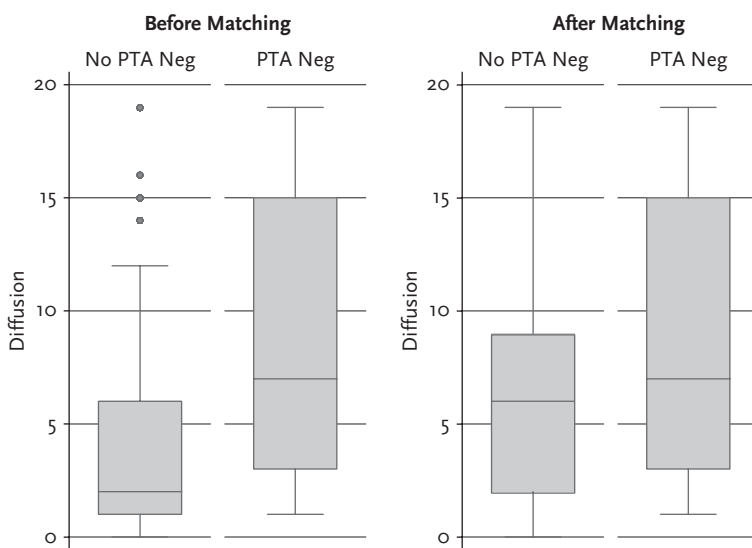 Before Matching
No PTA Neg PTA Neg
20
15
10
5
0
Diffusion
After Matching
No PTA Neg PTA Neg
20
15
10
5
0
Diffusion